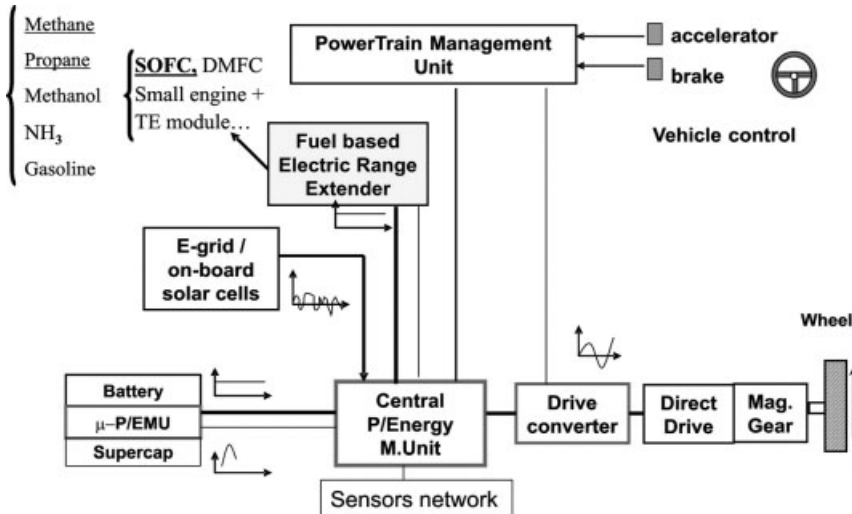 Methane
Propane
Methanol
NH₃
Gasoline
SOFC, DMFC
Small engine +
TE module…
PowerTrain Management
Unit
accelerator
brake
Vehicle control
Fuel based
Electric Range
Extender
E-grid /
on-board
solar cells
Wheel
Battery
μ–P/EMU
Supercap
Central
P/Energy
M.Unit
Drive
converter
Direct
Drive
Mag.
Gear
Sensors network